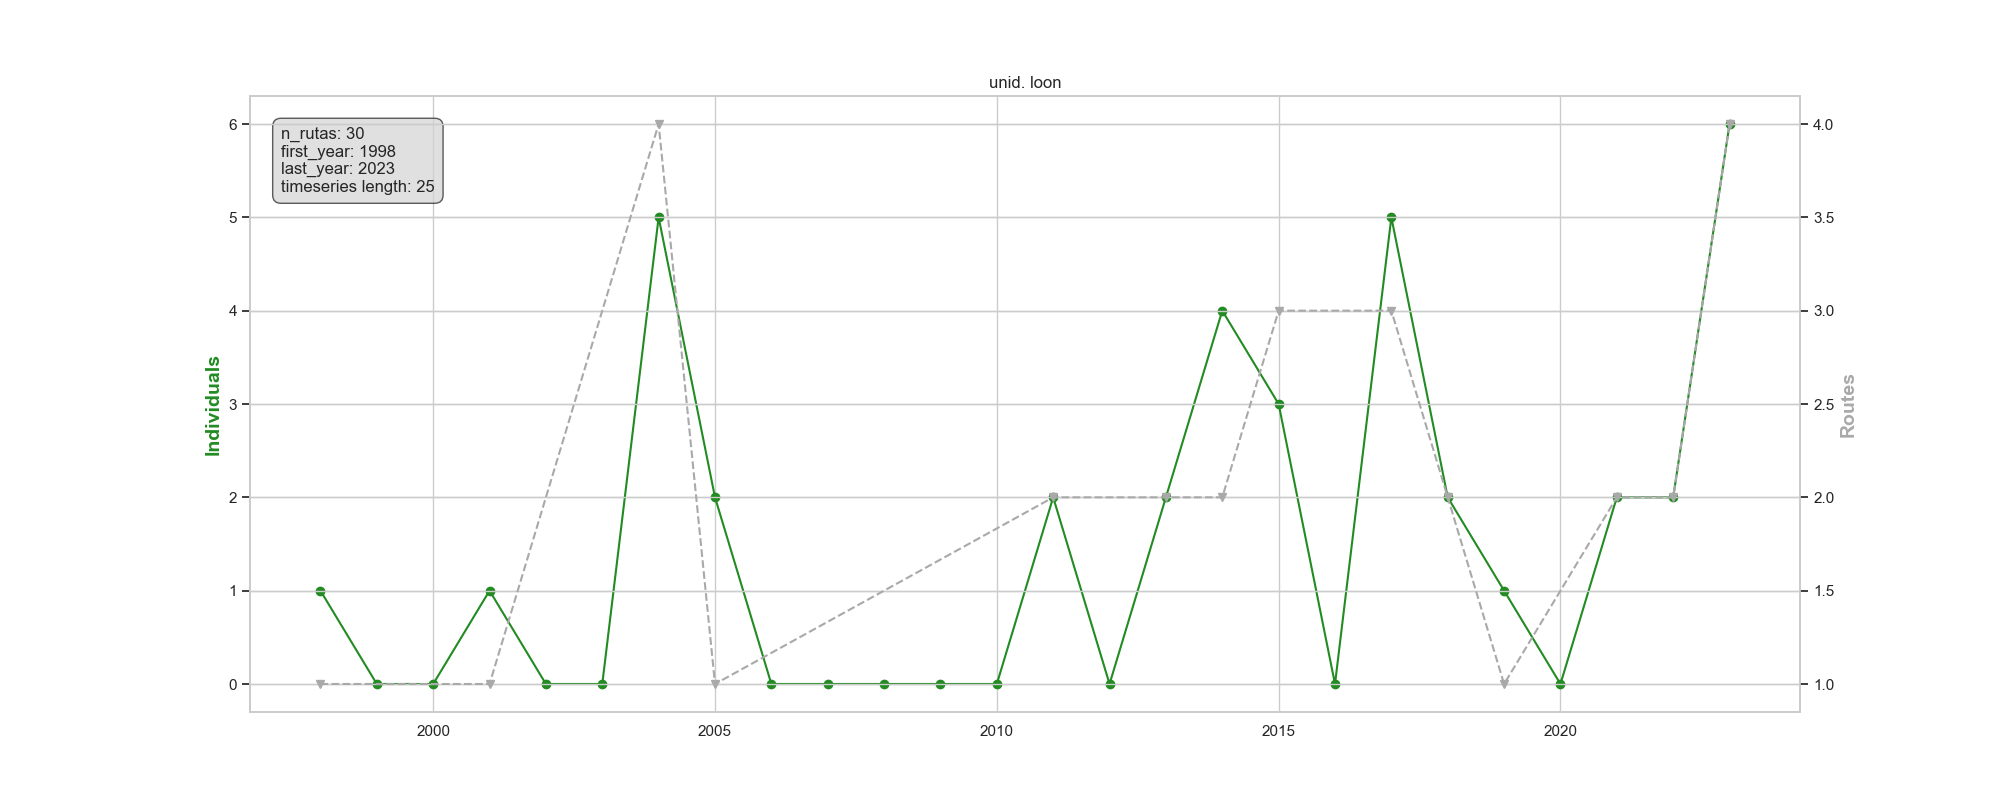 unid. loon
n_rutas: 30
first_year: 1998
last_year: 2023
timeseries length: 25
6
5
4
3
2
1
0
Individuals
4.0
3.5
3.0
2.5
2.0
1.5
1.0
Routes
2000
2005
2010
2015
2020